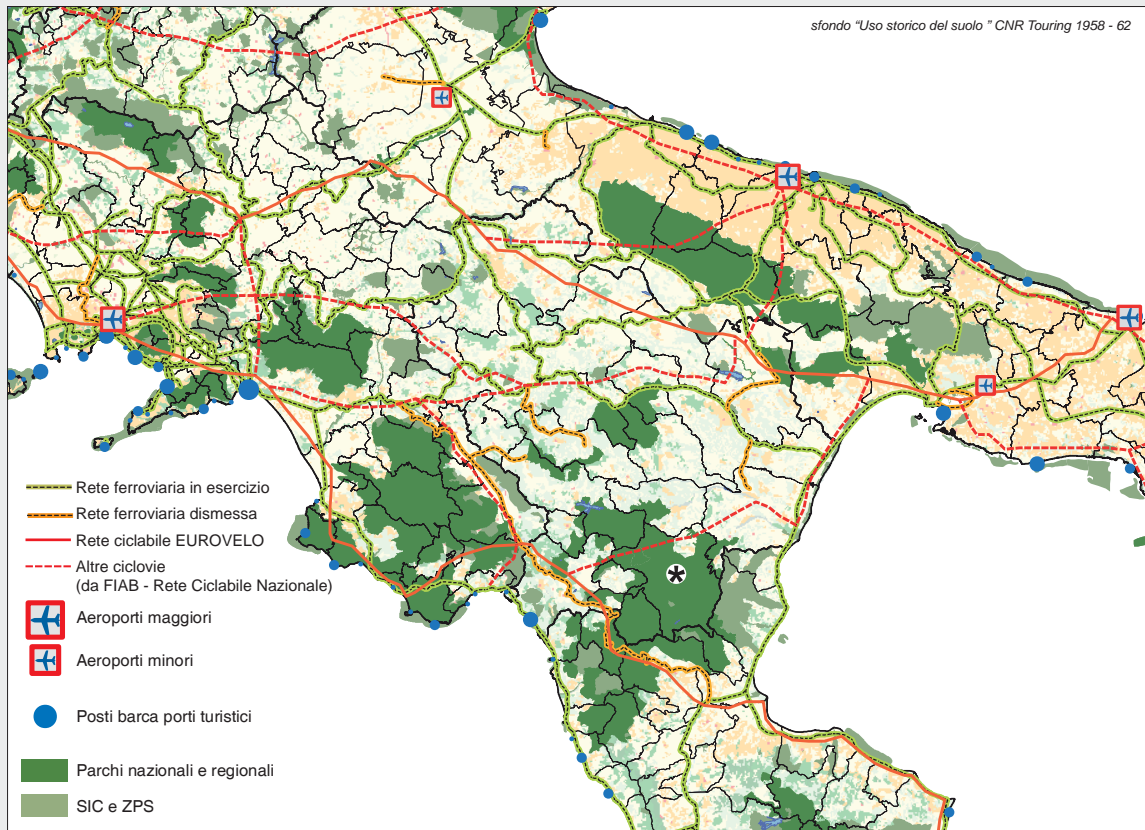 sfondo "Uso storico del suolo " CNR Touring 1958 - 62
Rete ferroviaria in esercizio
Rete ferroviaria dismessa
Rete ciclabile EUROVELO
Altre ciclovie
(da FIAB - Rete Ciclabile Nazionale)
Aeroporti maggiori
Aeroporti minori
Posti barca porti turistici
Parchi nazionali e regionali
SIC e ZPS
*